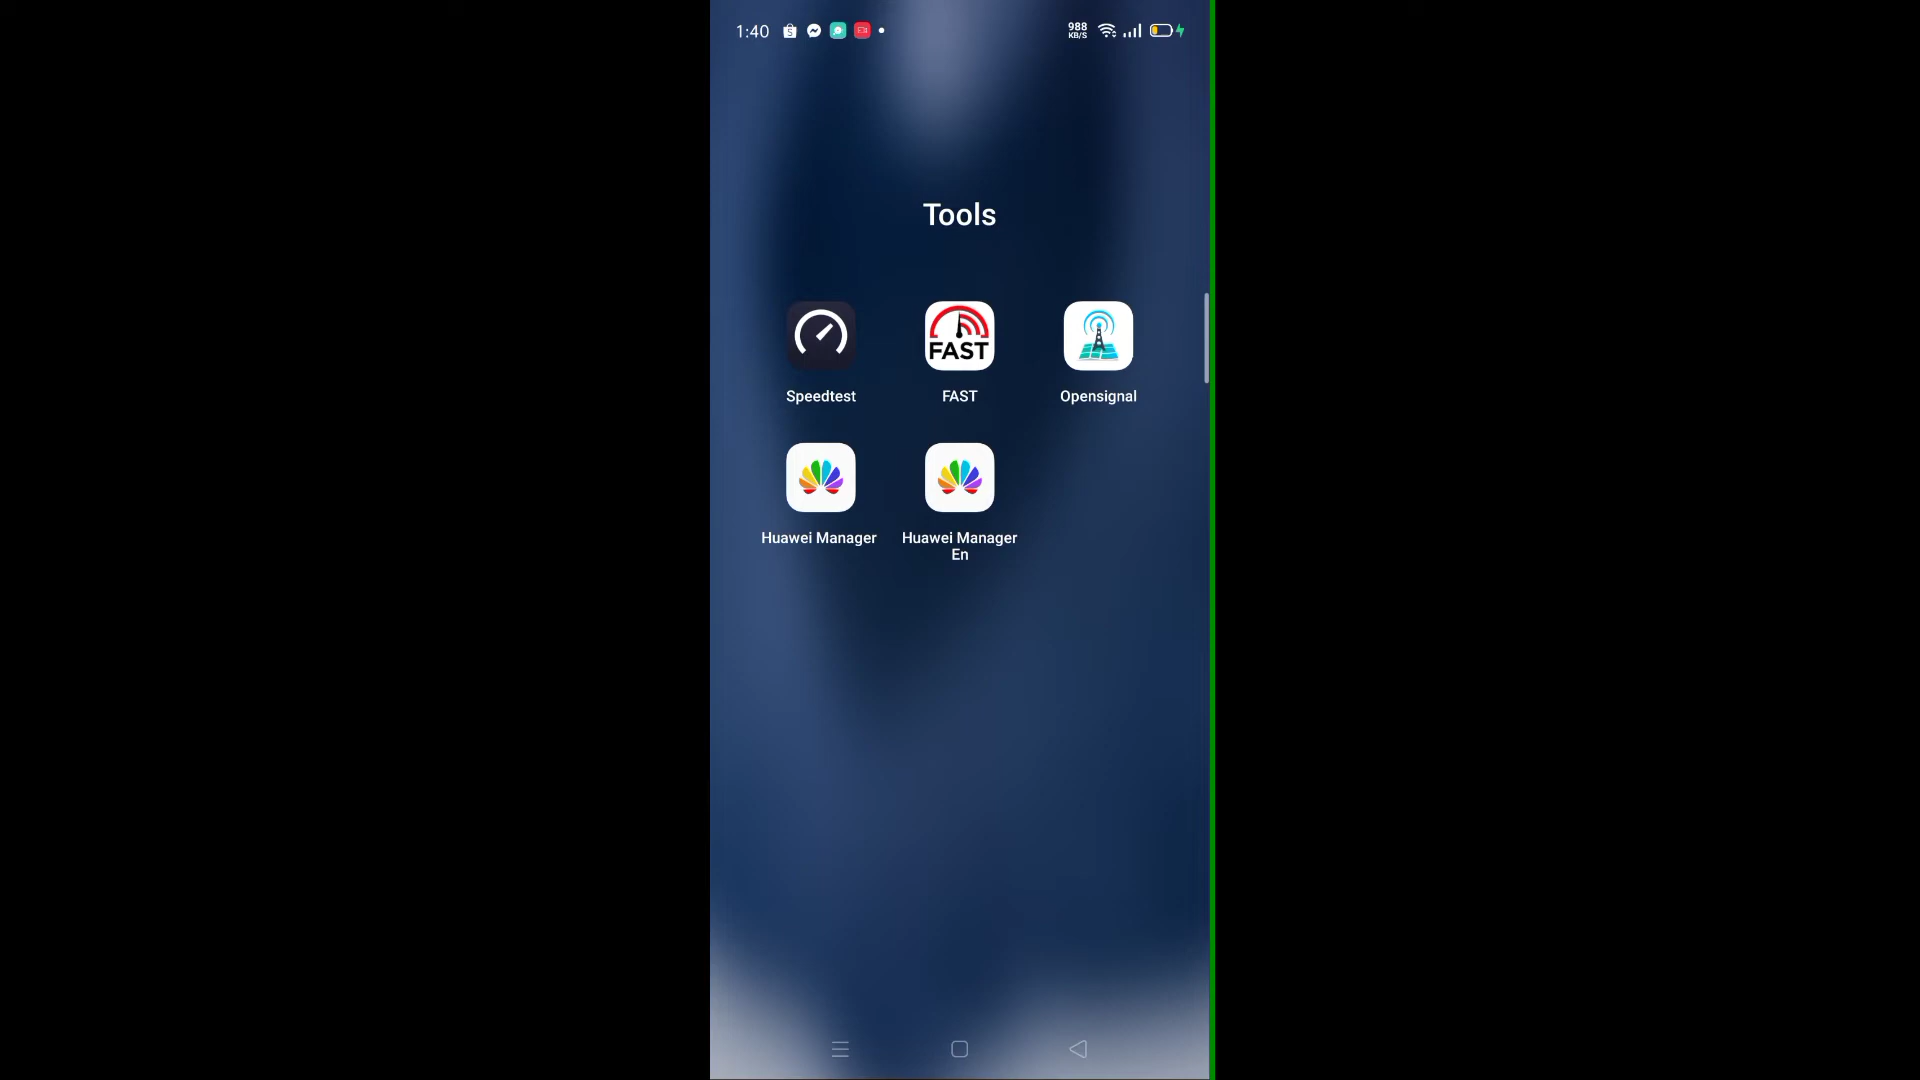 1:40
988
KB/S
Tools
FAST
Speedtest
FAST
Opensignal
Huawei Manager
Huawei Manager
En